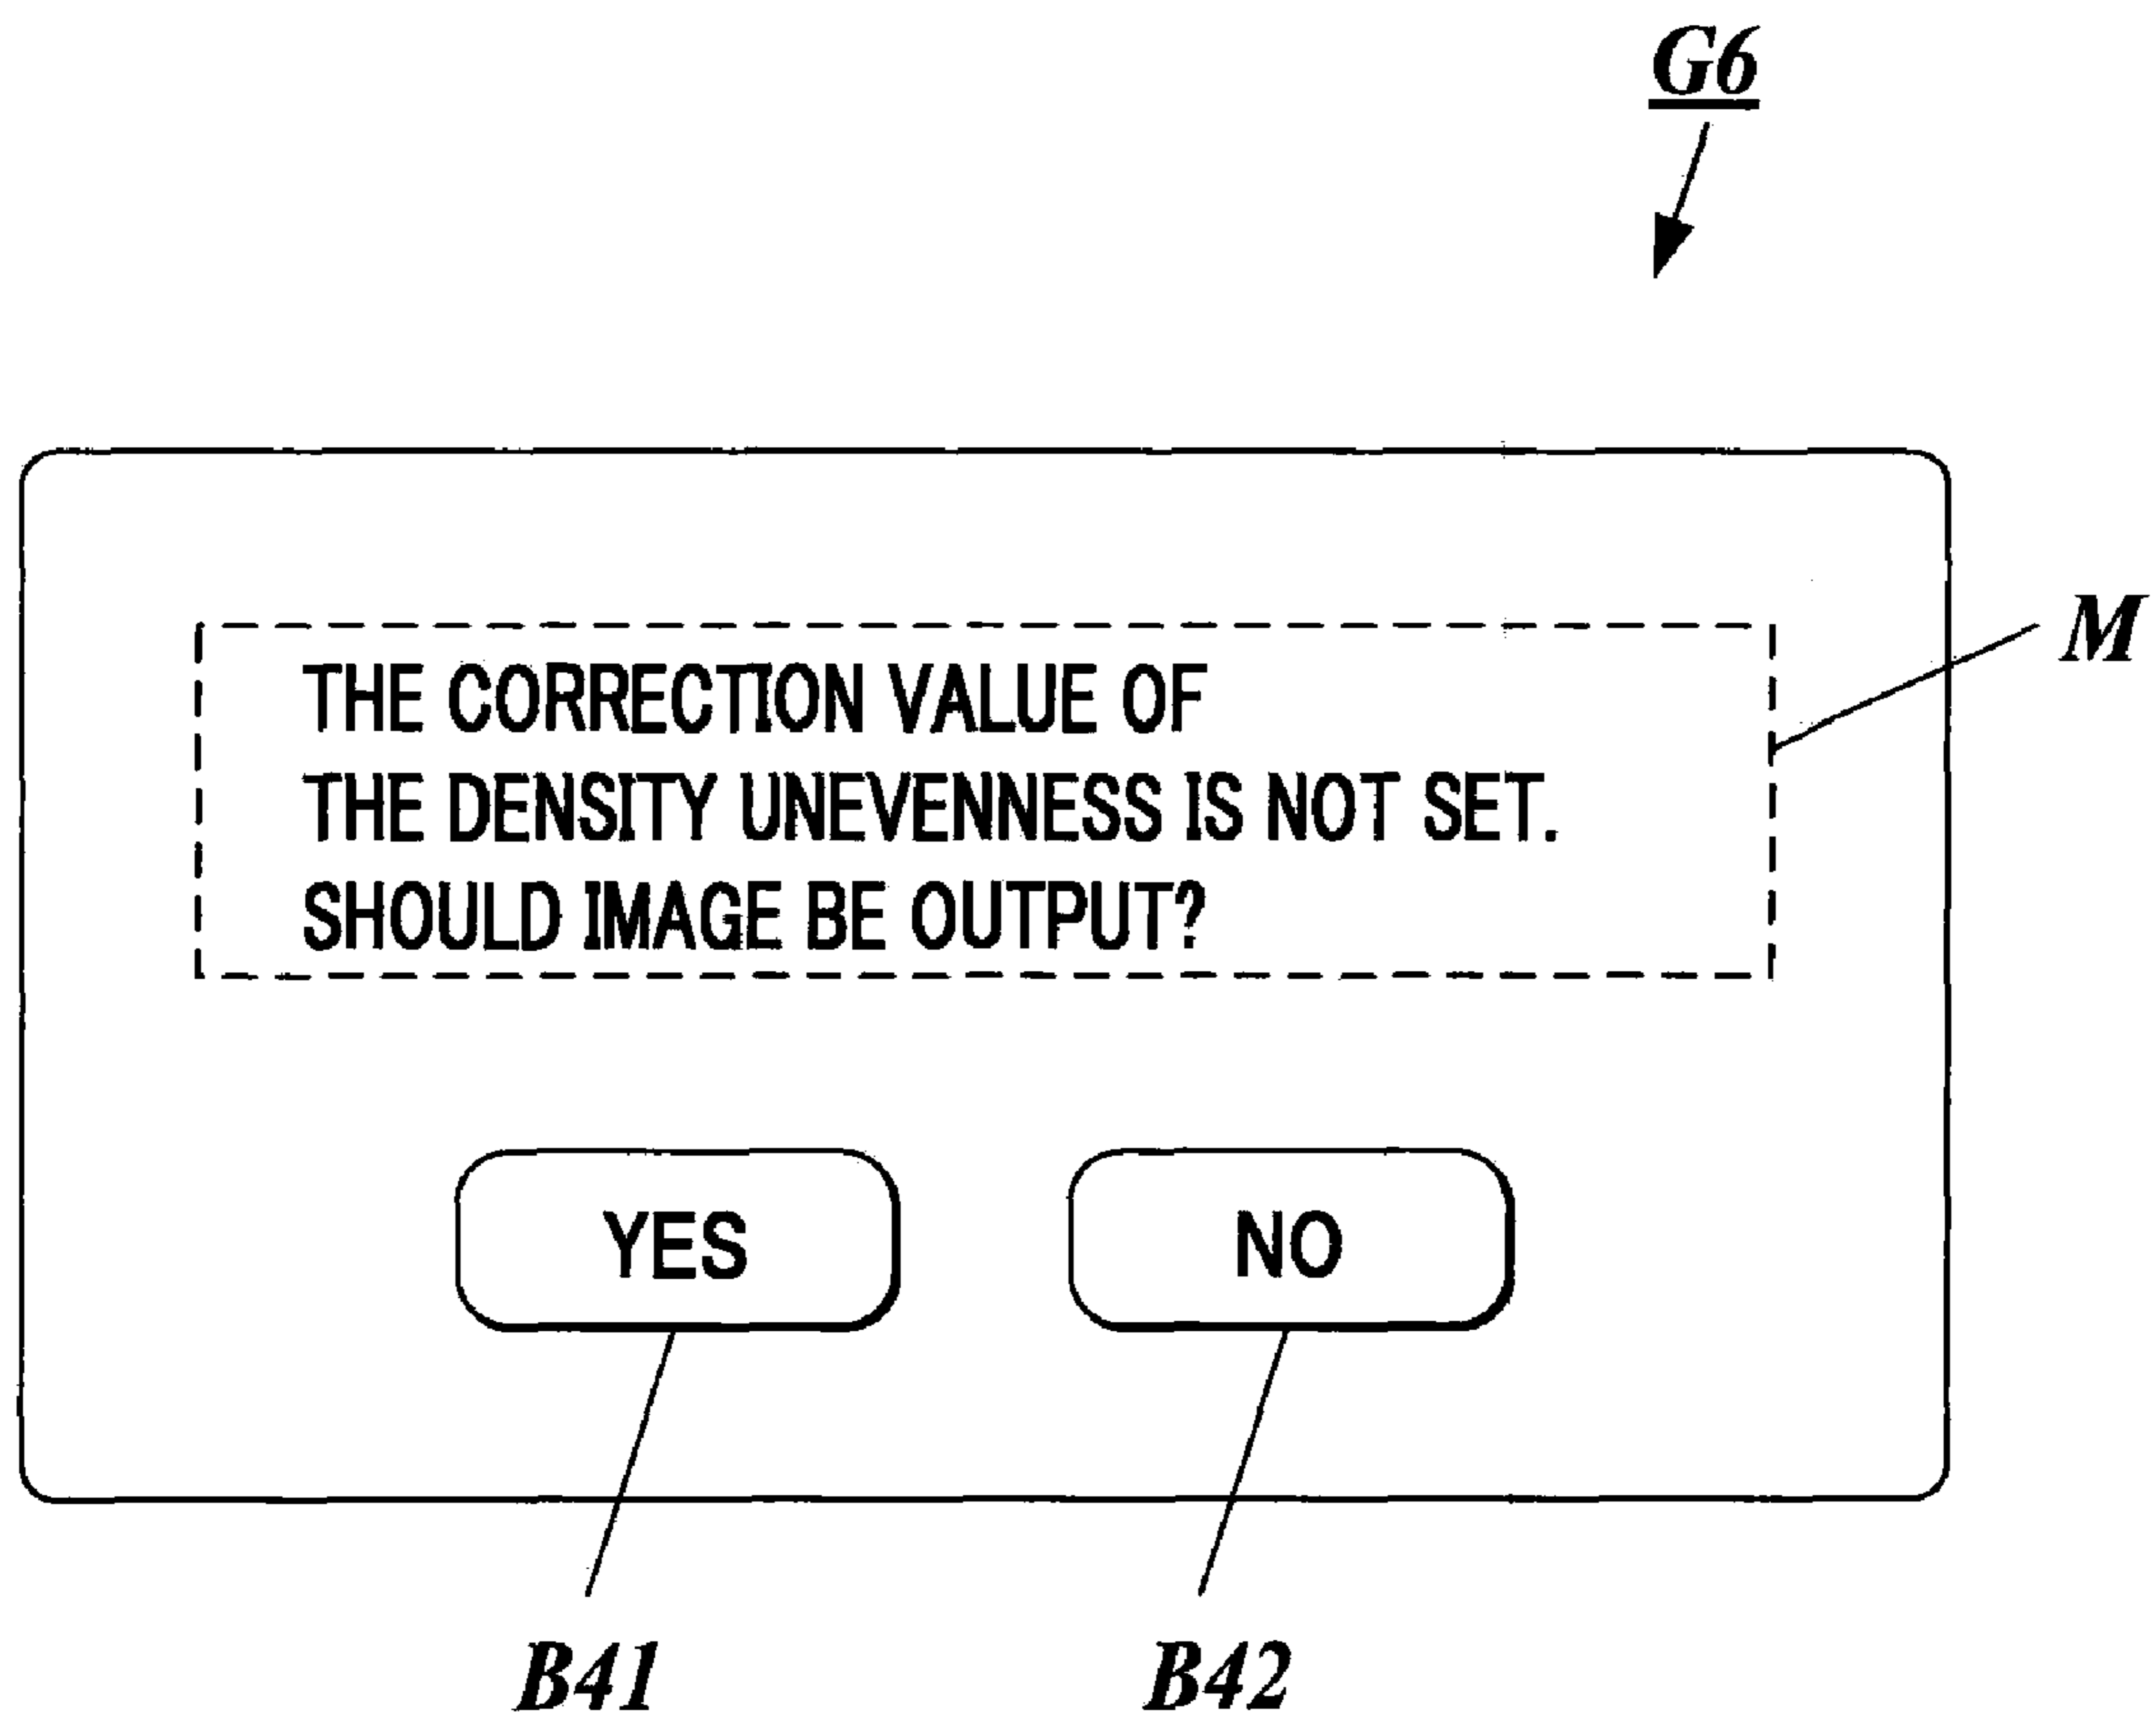 G6
M
THE CORRECTION VALUE OF
THE DENSITY UNEVENNESS IS NOT SET.
SHOULD IMAGE BE OUTPUT?
YES
NO
B41
B42